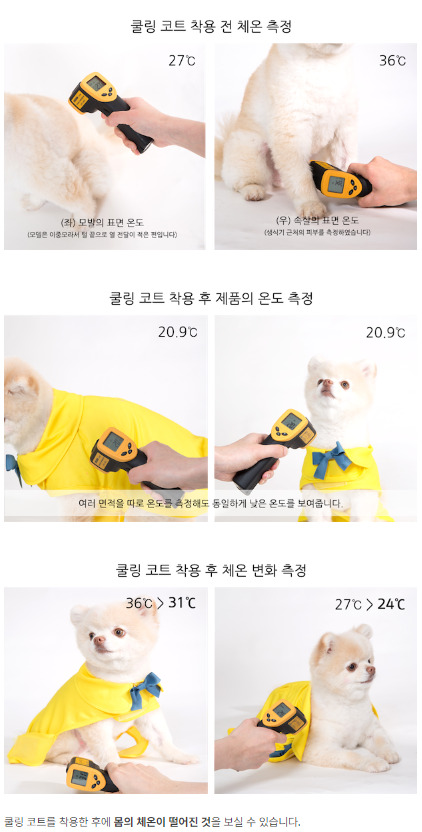 쿨링 코트 착용 전 체온 측정
27℃
36℃
(좌) 모발의 표면 온도
(모델은 이중모라서 털 끝으로 열 전달이 적은 편입니다)
(우) 속살의 표면 온도
(생식기 근처의 피부를 측정하였습니다)
쿨링 코트 착용 후 제품의 온도 측정
20.9℃
20.9℃
여러 면적을 따로 온도를 측정해도 동일하게 낮은 온도를 보여줍니다.
쿨링 코트 착용 후 체온 변화 측정
36℃ > 31℃
27℃ > 24℃
쿨링 코트를 착용한 후에 몸의 체온이 떨어진 것을 보실 수 있습니다.